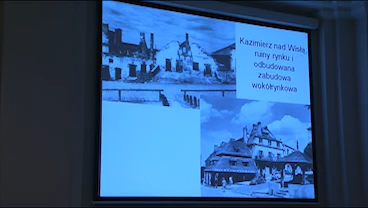 Kazimierz nad Wisłą,
ruiny rynku i
odbudowana
zabudowa
wokółrynkowa